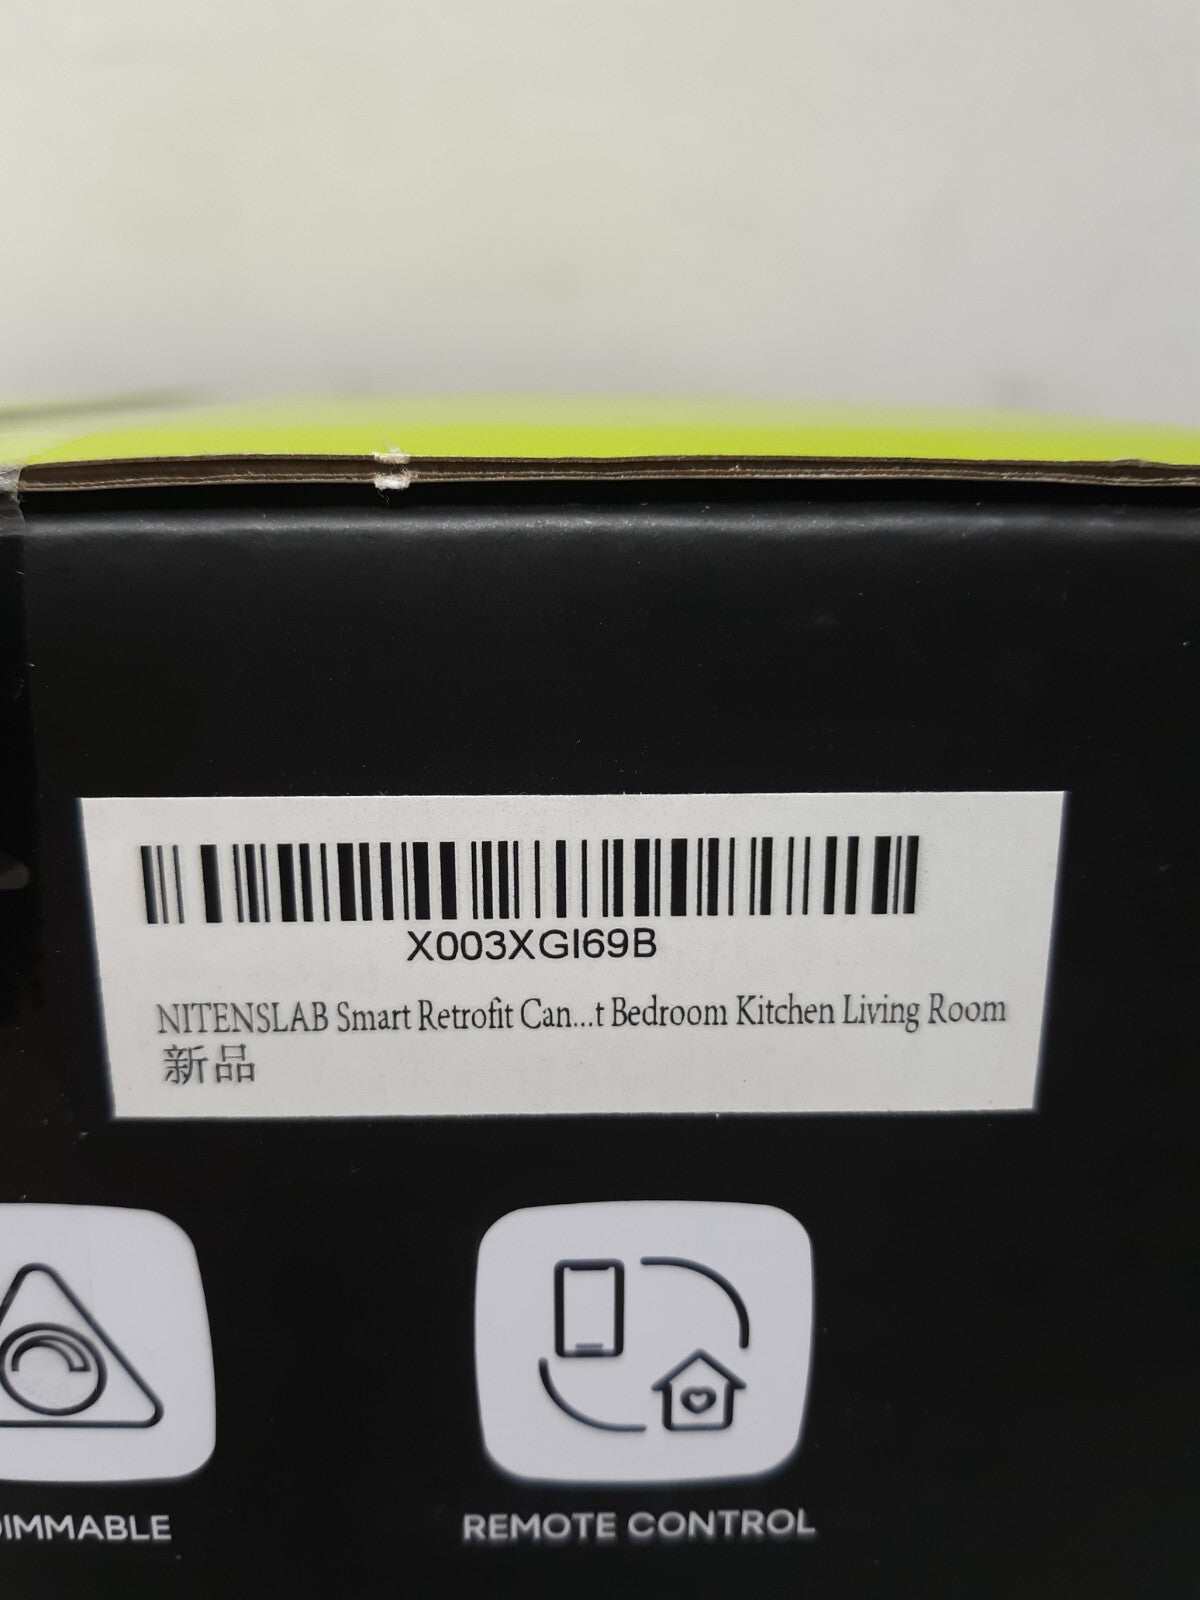 X003XGI69B
NITENSLAB Smart Retrofit Can...t Bedroom Kitchen Living Room
新品
DIMMABLE
REMOTE CONTROL